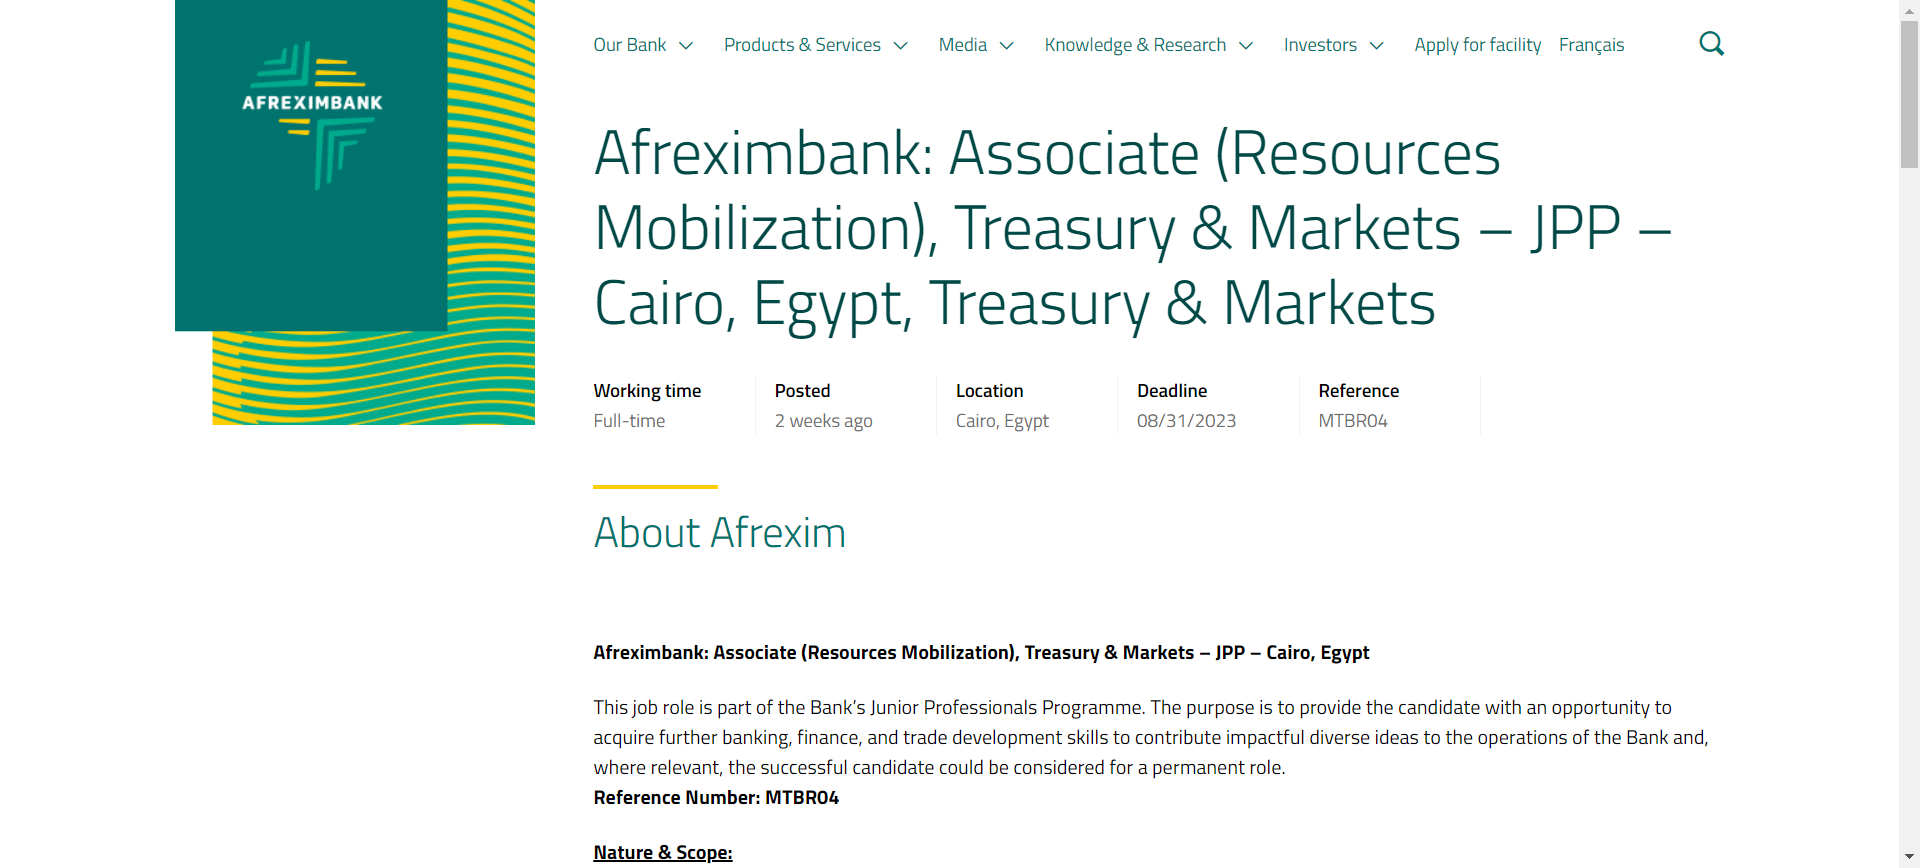 AFREXIMBANK
Our Bank Products & Services Media Knowledge & Research Investors Apply for facility Français
Afreximbank: Associate (Resources
Mobilization), Treasury & Markets – JPP –
Cairo, Egypt, Treasury & Markets
Working time Posted Location Deadline Reference
Full-time 2 weeks ago Cairo, Egypt 08/31/2023 MTBR04
About Afrexim
Afreximbank: Associate (Resources Mobilization), Treasury & Markets – JPP – Cairo, Egypt
This job role is part of the Bank’s Junior Professionals Programme. The purpose is to provide the candidate with an opportunity to
acquire further banking, finance, and trade development skills to contribute impactful diverse ideas to the operations of the Bank and,
where relevant, the successful candidate could be considered for a permanent role.
Reference Number: MTBR04
Nature & Scope: